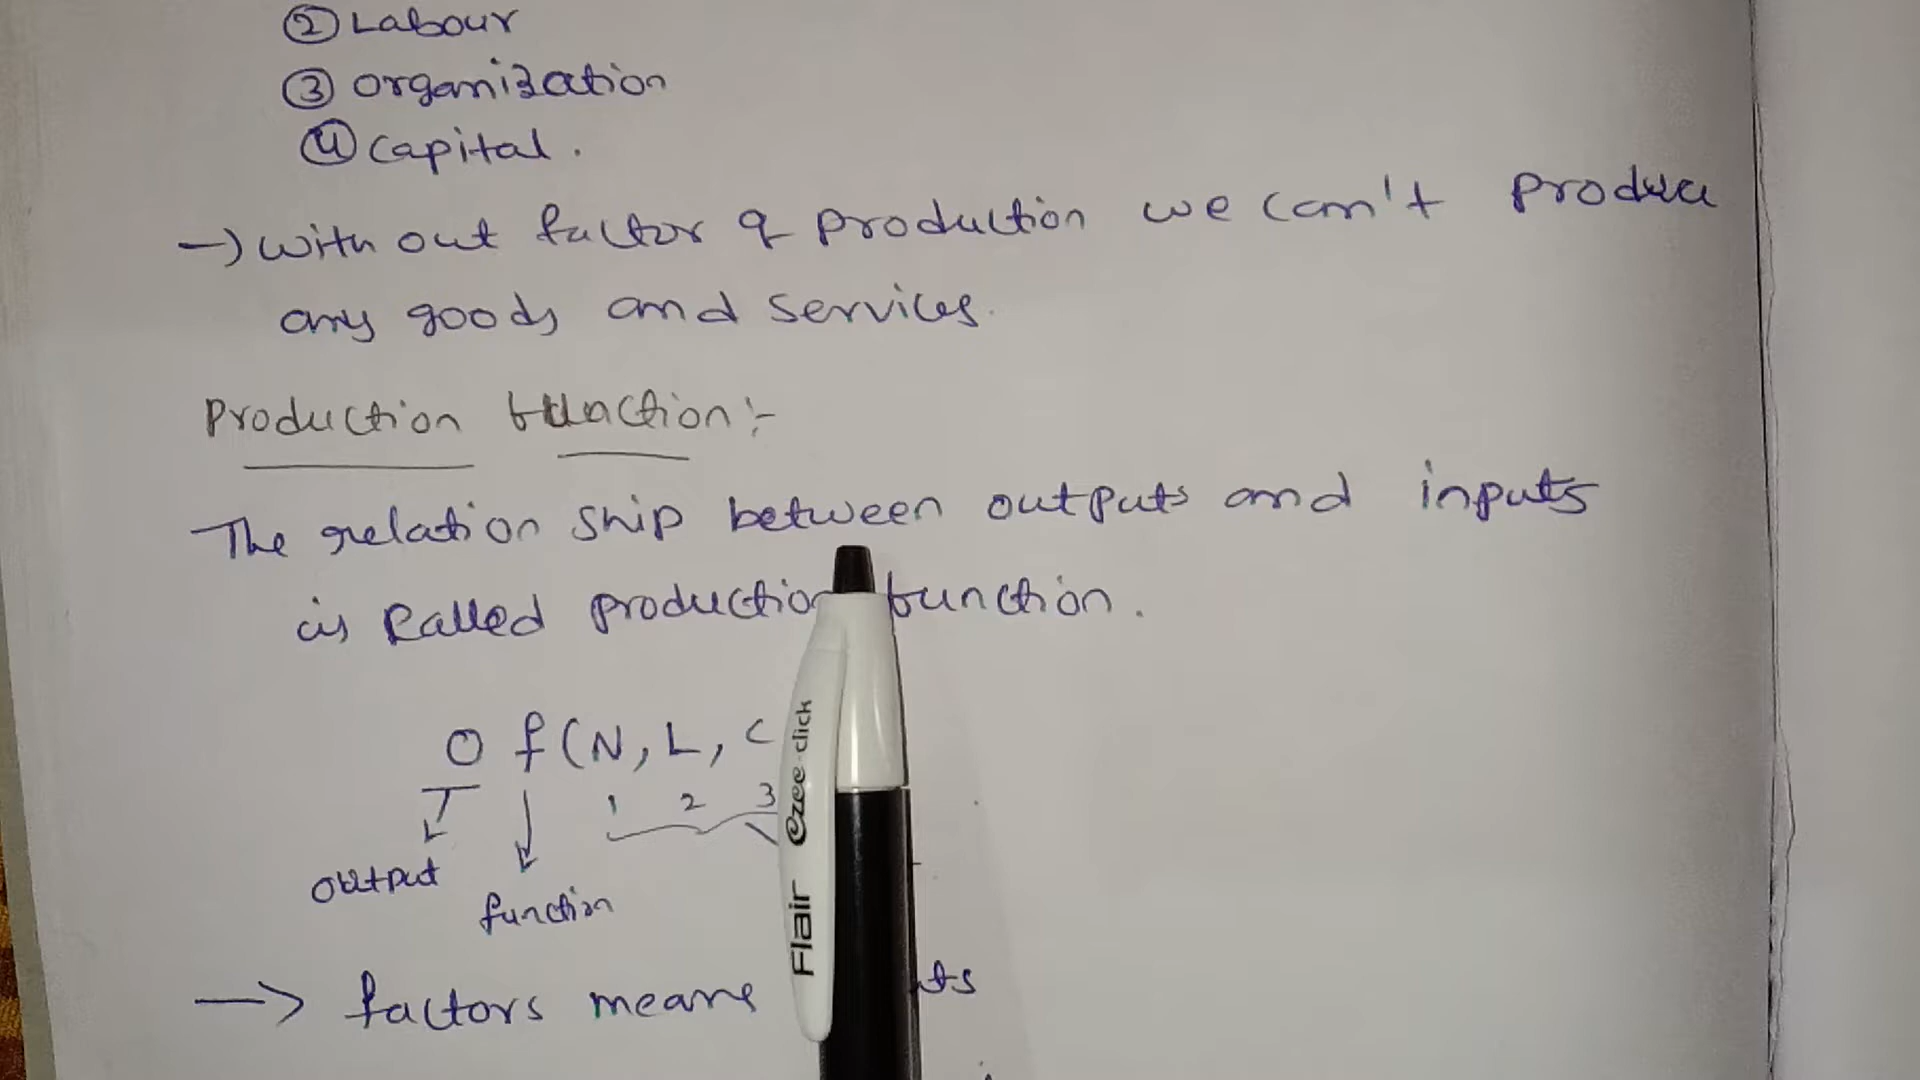 ② Labour
③ organization
④ capital.
→ with out factor of production we can't produce
any goods and services.
Production function:-
The relation ship between outputs and inputs
is called production function.
O f(N, L, C
1 2 3
output
function
→ factors means
Flair Ezee-click